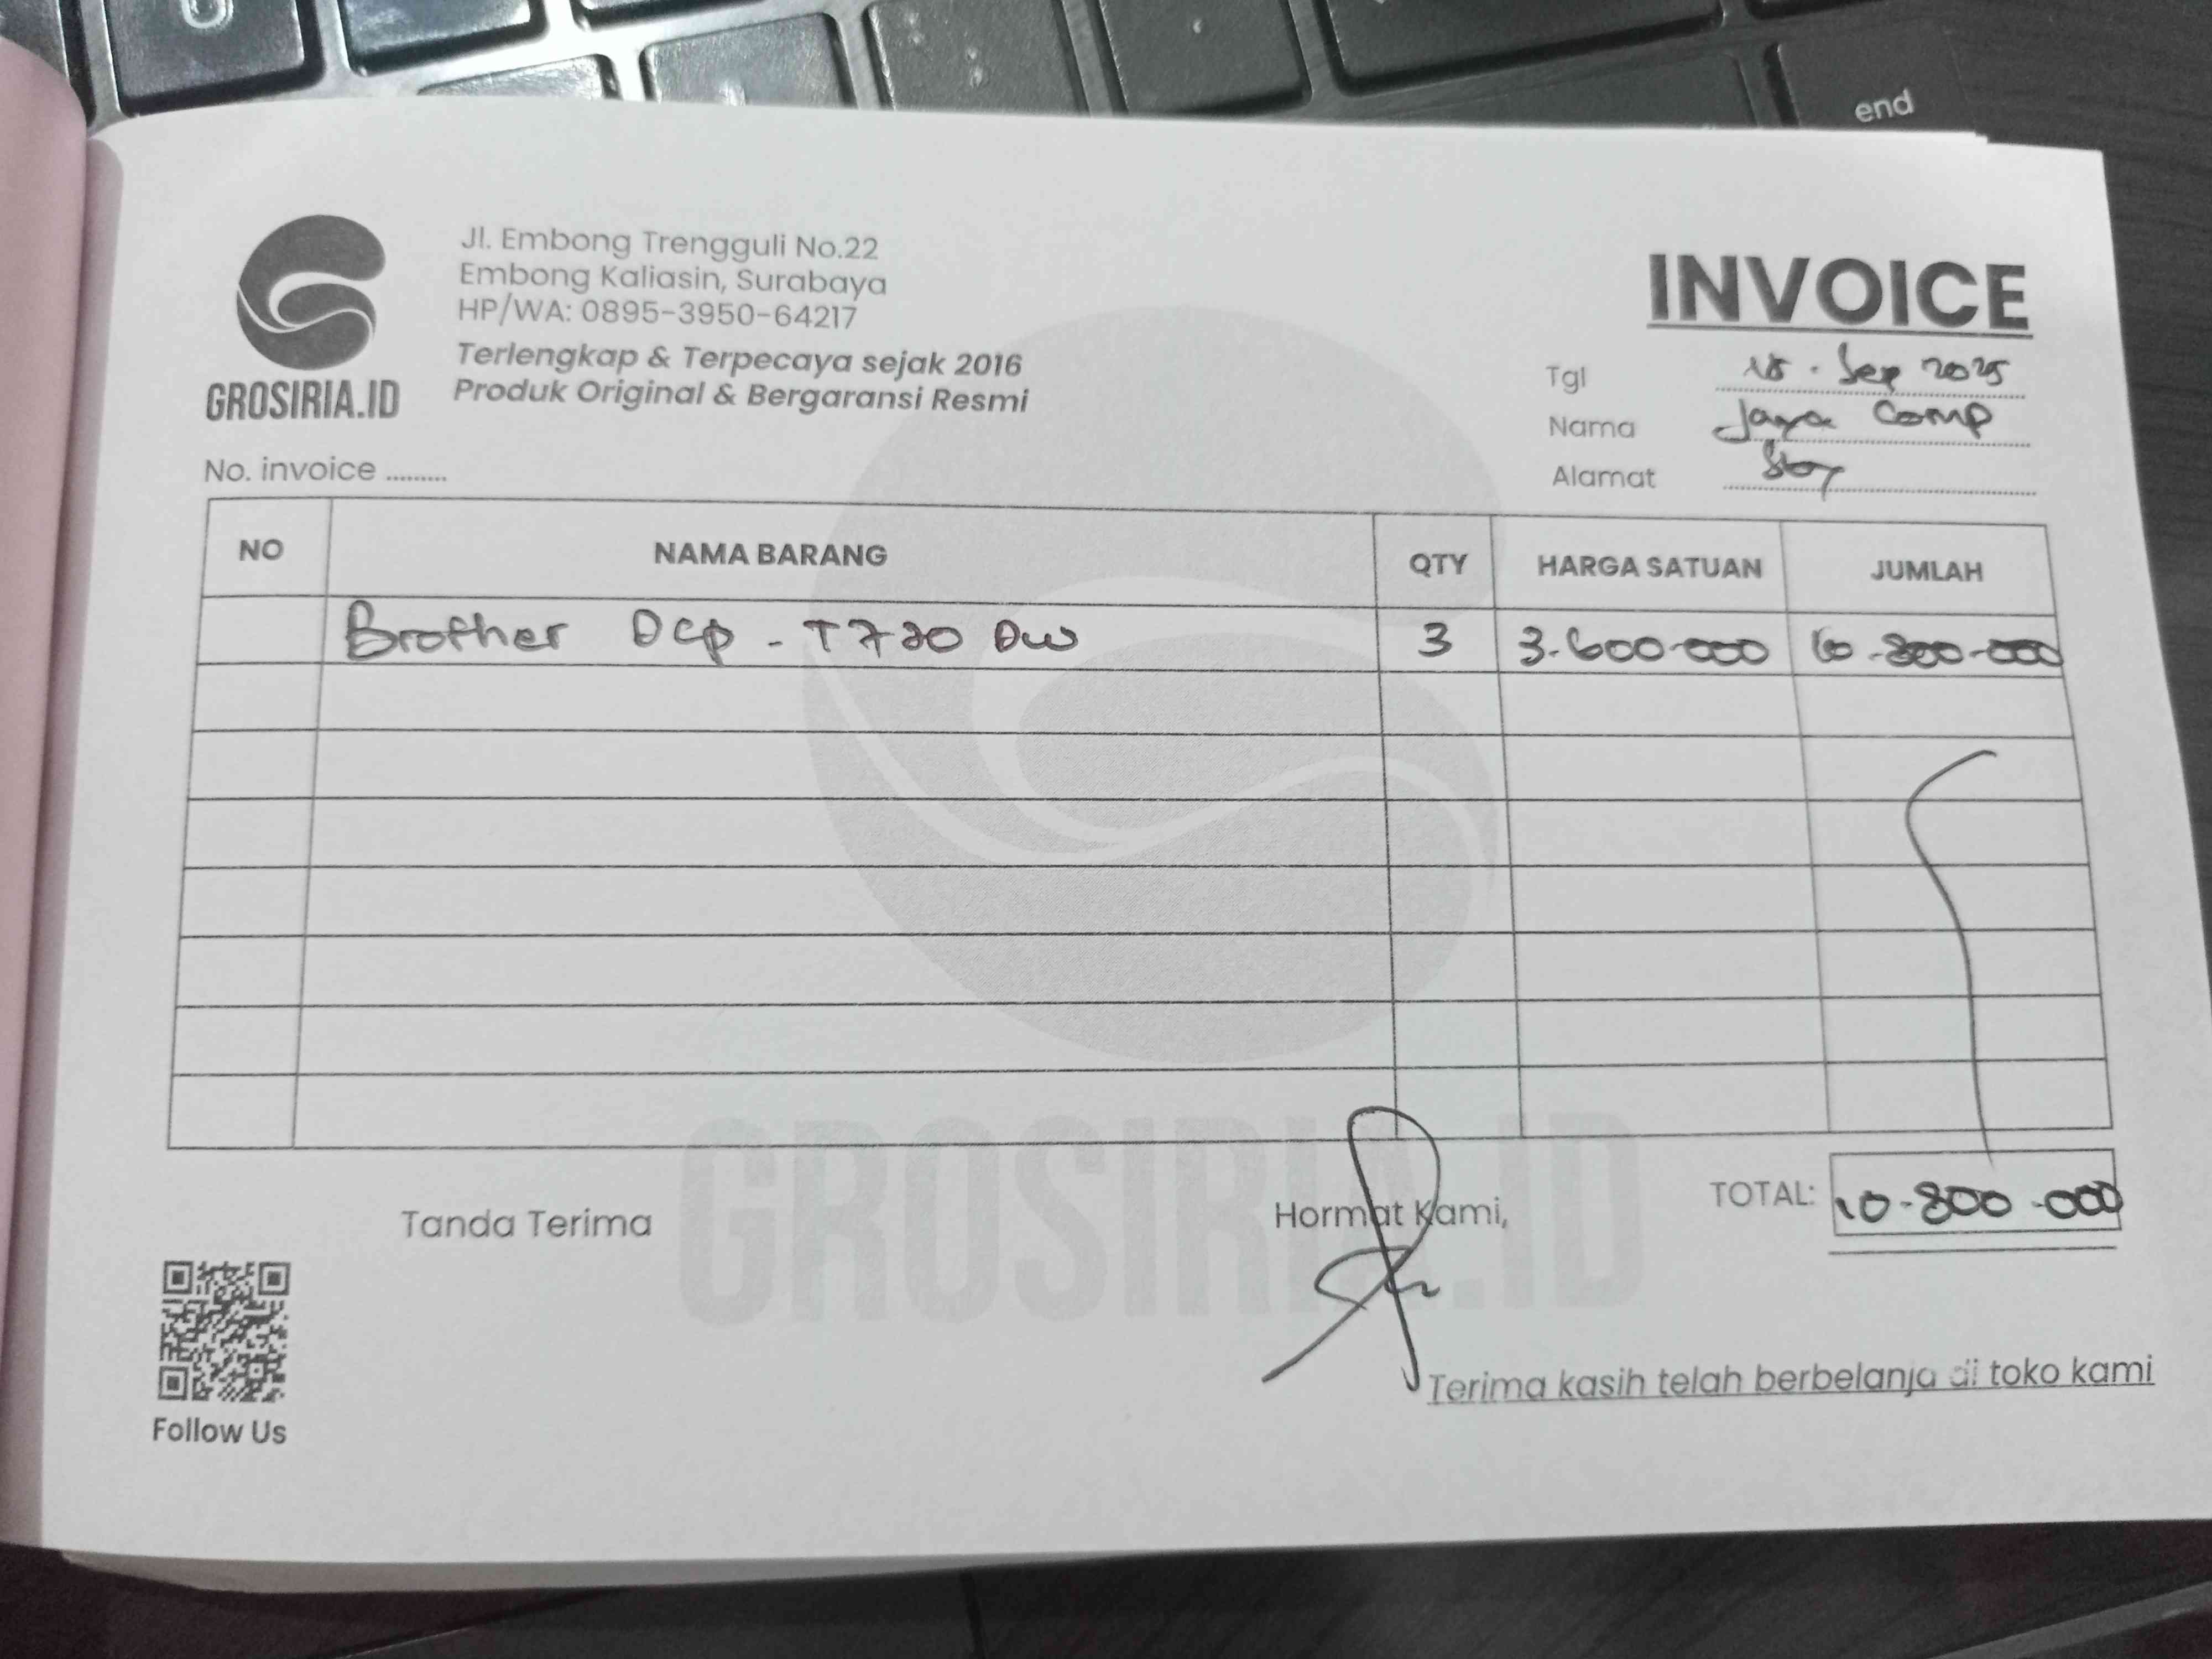 end
Jl. Embong Trengguli No.22
Embong Kaliasin, Surabaya
HP/WA: 0895-3950-64217
Terlengkap & Terpecaya sejak 2016
Produk Original & Bergaransi Resmi
GROSIRIA.ID
INVOICE
Tgl 18 . Sep 2025
Nama Jaya Comp
Alamat Sby
No. invoice .........
NO NAMA BARANG QTY HARGA SATUAN JUMLAH
Brother Dcp - T720 Dw 3 3.600.000 10.800.000
GROSIRIA.ID
Tanda Terima Hormat Kami, TOTAL: 10.800.000
Terima kasih telah berbelanja di toko kami
Follow Us